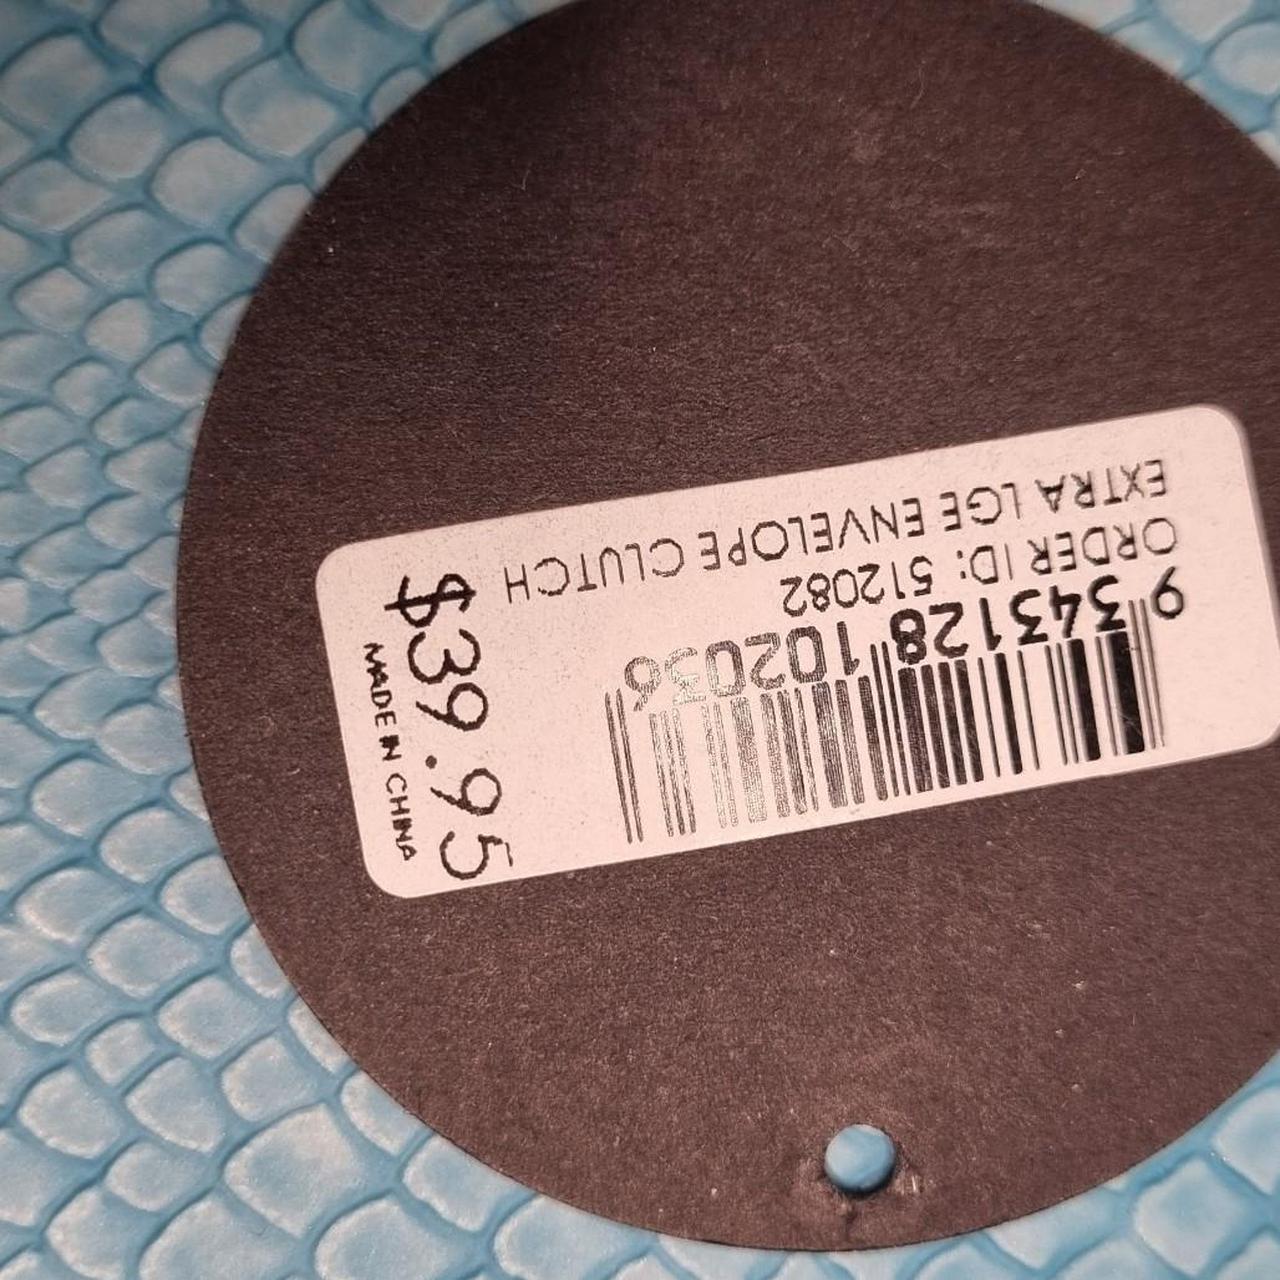 EXTRA LGE ENVELOPE CLUTCH
ORDER ID: 512082
9 343128 102036
$39.95
MADE IN CHINA